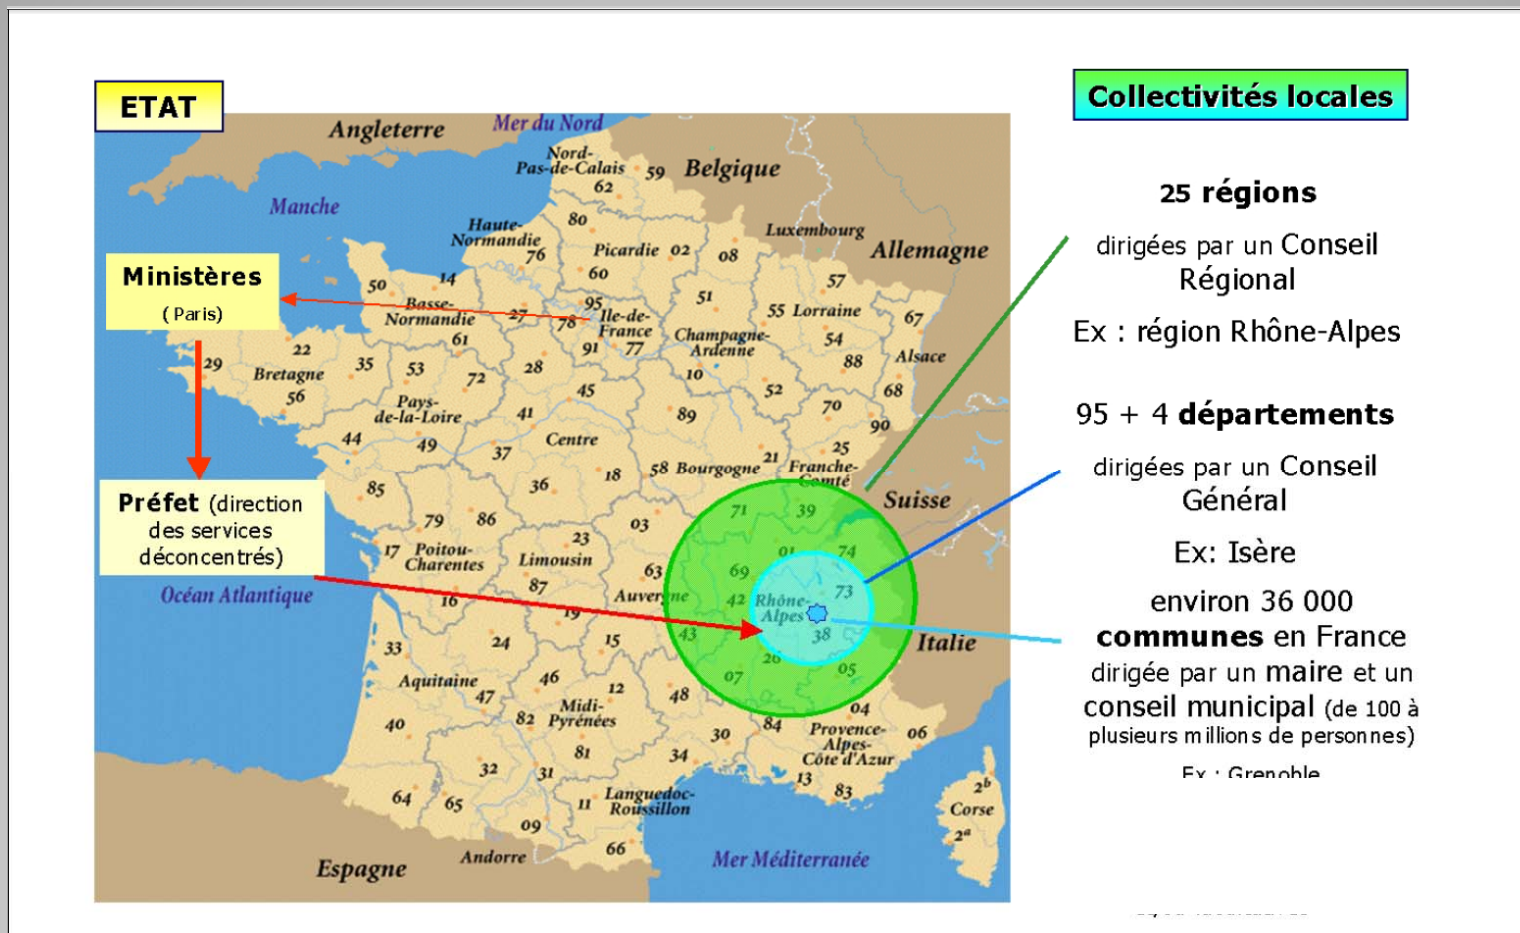 ETAT
Collectivités locales
Angleterre
Mer du Nord
Nord-
Pas-de-Calais
59
62
Belgique
Manche
Haute-
Normandie
76
80
Picardie
02
60
08
Luxembourg
Allemagne
Ministères
( Paris)
50
14
Basse-
Normandie
61
27
95
78
Ile-de-
France
91
77
51
Champagne-
Ardenne
10
52
57
55
Lorraine
54
88
67
Alsace
68
29
22
Bretagne
56
35
53
72
Pays-
de-la-Loire
44
49
85
28
45
41
37
Centre
18
36
89
58
Bourgogne
21
71
70
90
25
Franche-
Comté
39
Suisse
Préfet (direction
des services
déconcentrés)
Océan Atlantique
79
86
17
Poitou-
Charentes
16
23
Limousin
87
19
03
63
Auvergne
43
15
01
74
69
42
Rhône-
Alpes
73
38
26
07
05
Italie
33
24
Aquitaine
47
40
64
46
12
Midi-
Pyrénées
82
81
32
31
65
09
48
30
34
Languedoc-
Roussillon
11
66
04
84
Provence-
Alpes-
Côte d'Azur
06
13
83
2b
Corse
2a
Espagne
Andorre
Mer Méditerranée
25 régions
dirigées par un Conseil
Régional
Ex : région Rhône-Alpes
95 + 4 départements
dirigées par un Conseil
Général
Ex: Isère
environ 36 000
communes en France
dirigée par un maire et un
conseil municipal (de 100 à
plusieurs millions de personnes)
Ex : Grenoble